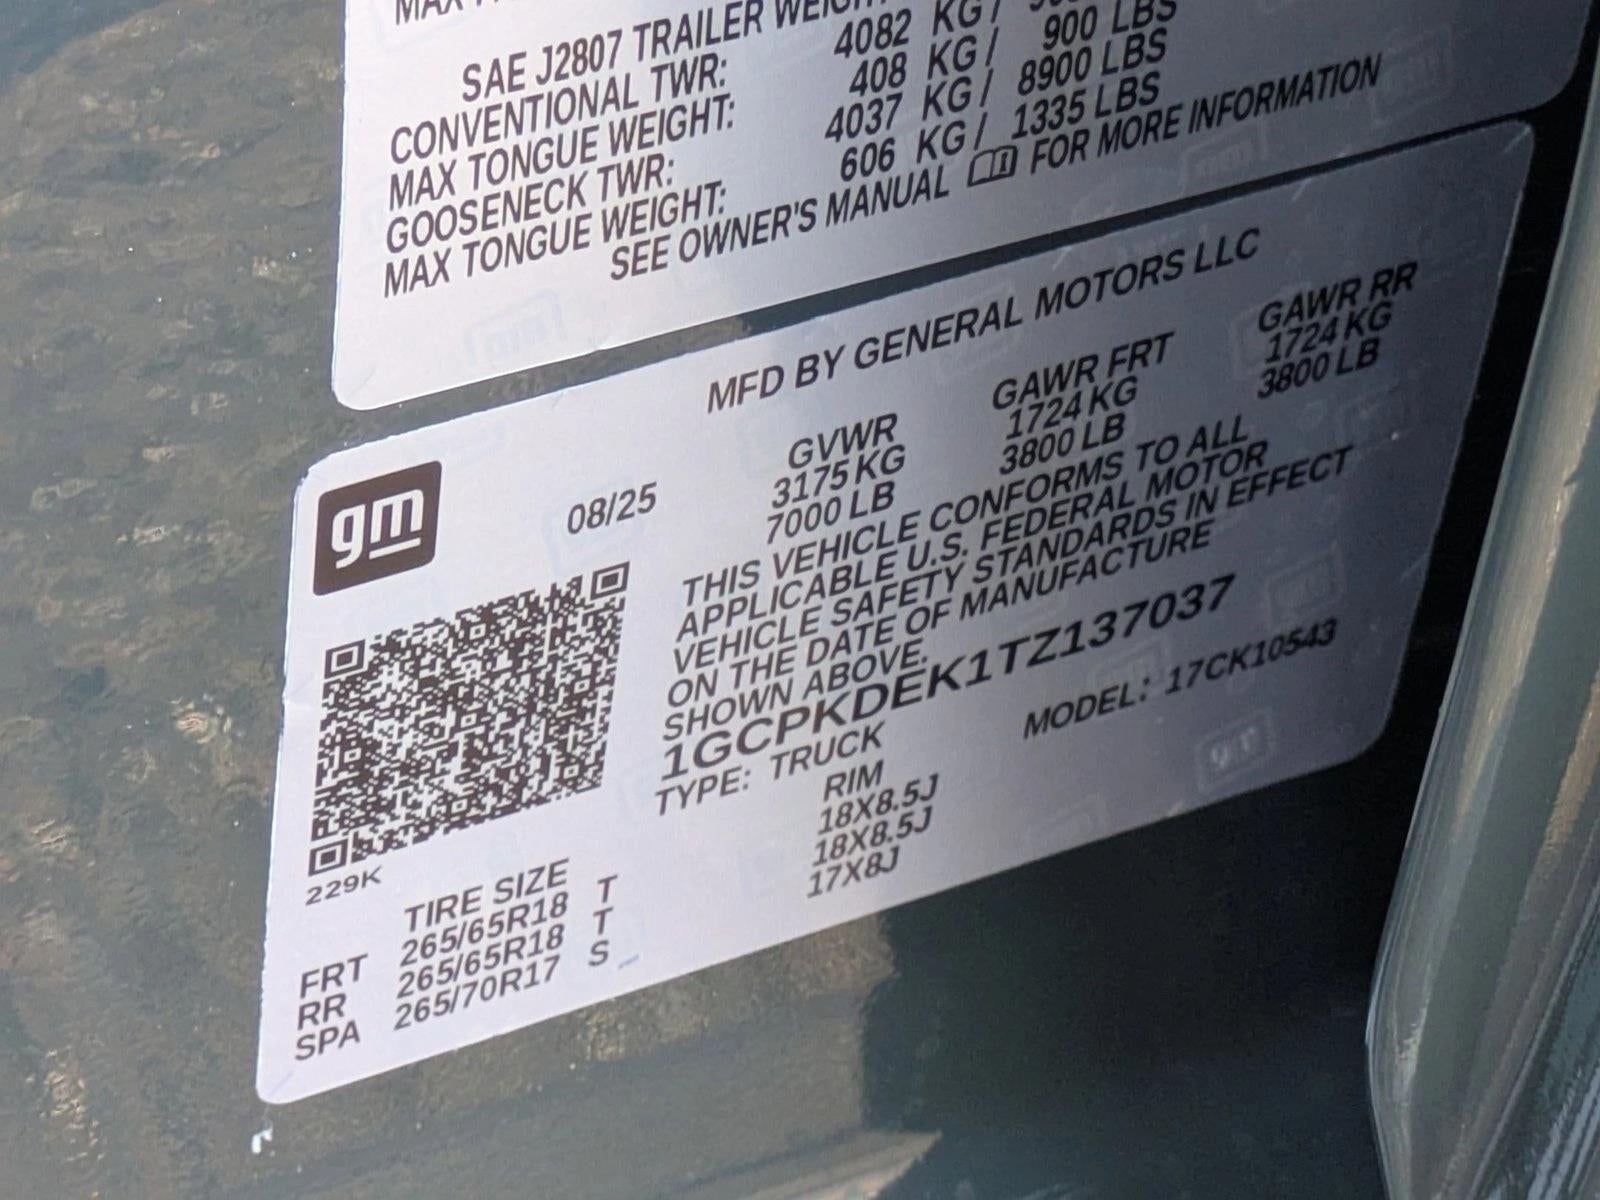 SAE J2807 TRAILER
CONVENTIONAL TWR: 4082 KG/
MAX TONGUE WEIGHT: 408 KG/ 900 LBS
GOOSENECK TWR: 4037 KG/ 8900 LBS
MAX TONGUE WEIGHT: 606 KG/ 1335 LBS
SEE OWNER'S MANUAL FOR MORE INFORMATION
MFD BY GENERAL MOTORS LLC
gm
08/25
GVWR GAWR FRT GAWR RR
3175 KG 1724 KG 1724 KG
7000 LB 3800 LB 3800 LB
THIS VEHICLE CONFORMS TO ALL
APPLICABLE U.S. FEDERAL MOTOR
VEHICLE SAFETY STANDARDS IN EFFECT
ON THE DATE OF MANUFACTURE
SHOWN ABOVE.
1GCPKDEK1TZ137037
TYPE: TRUCK MODEL: 17CK10543
229K
TIRE SIZE RIM
FRT 265/65R18 T 18X8.5J
RR 265/65R18 T 18X8.5J
SPA 265/70R17 S 17X8J